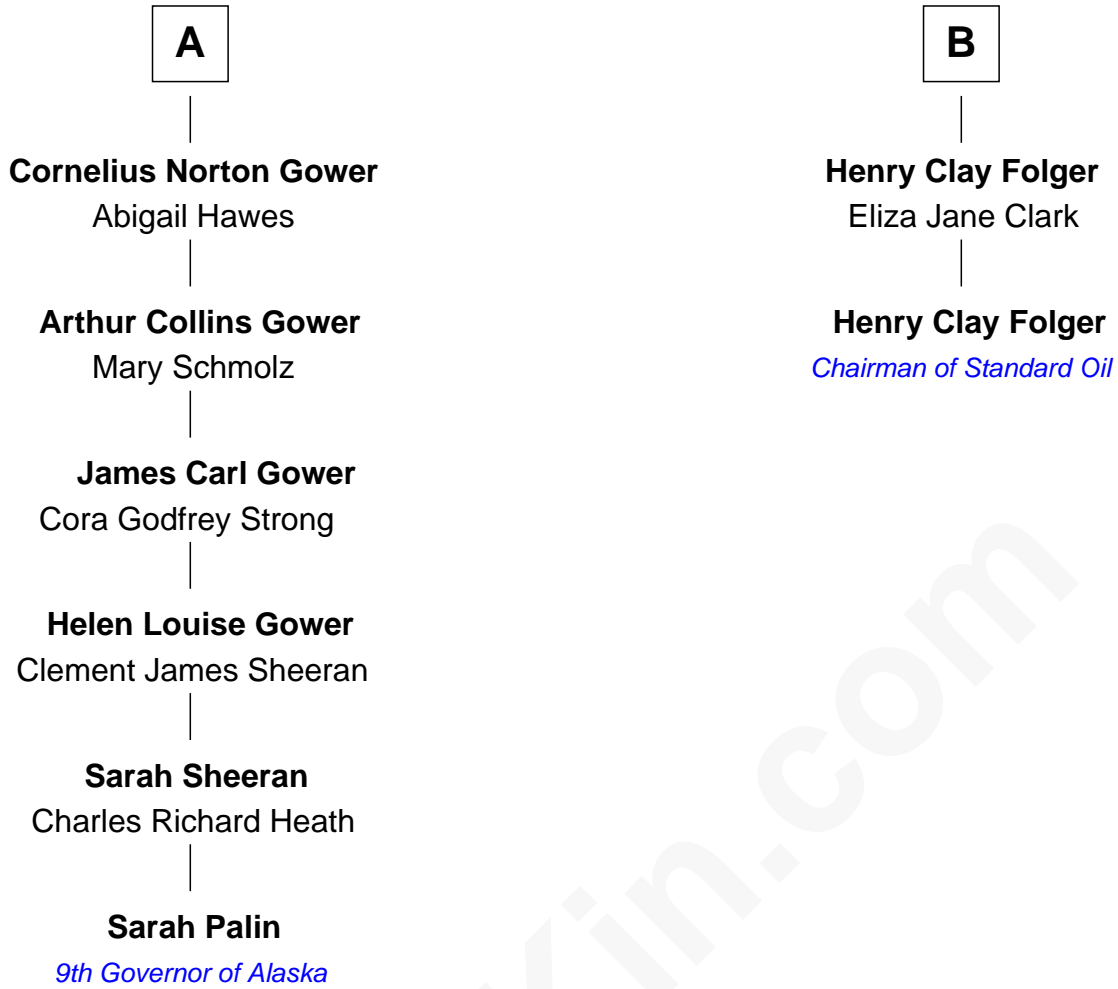 A
Cornelius Norton Gower
Abigail Hawes
Arthur Collins Gower
Mary Schmolz
James Carl Gower
Cora Godfrey Strong
Helen Louise Gower
Clement James Sheeran
Sarah Sheeran
Charles Richard Heath
Sarah Palin
9th Governor of Alaska
B
Henry Clay Folger
Eliza Jane Clark
Henry Clay Folger
Chairman of Standard Oil
kin.com